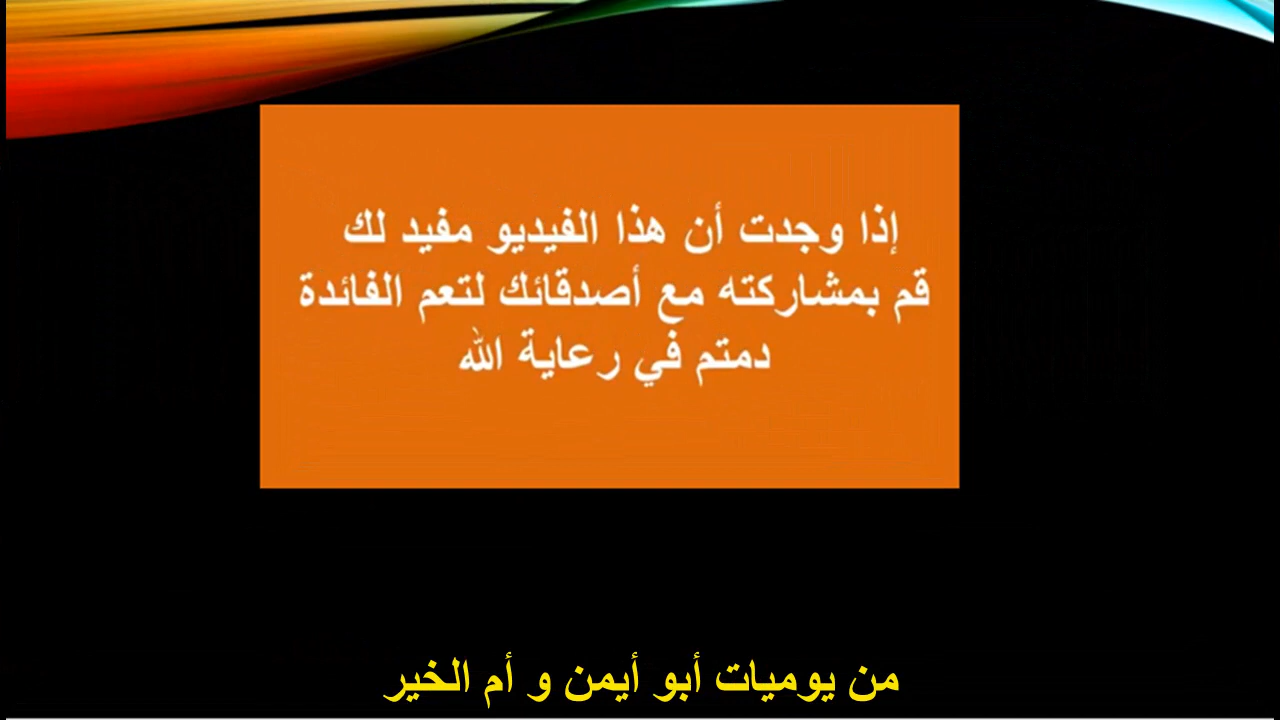 إذا وجدت أن هذا الفيديو مفيد لك
قم بمشاركته مع أصدقائك لتعم الفائدة
دمتم في رعاية الله
من يوميات أبو أيمن و أم الخير